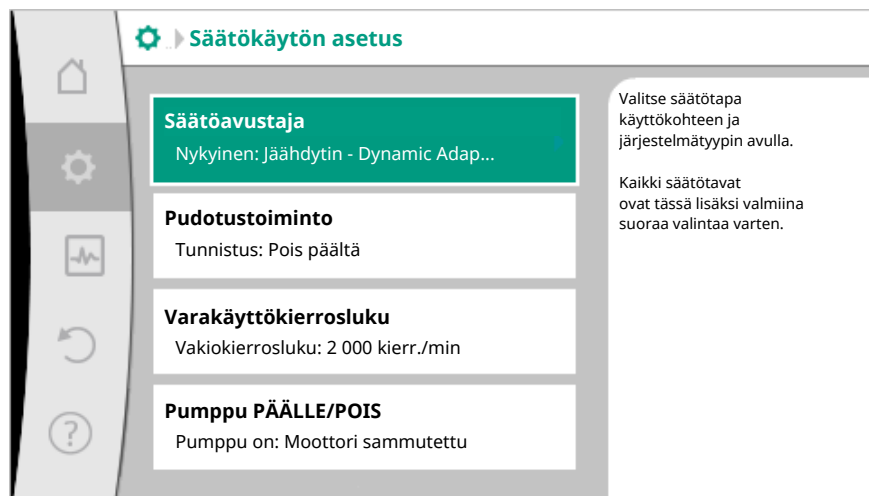 Säätökäytön asetus
Säätöavustaja
Nykyinen: Jäähdytin - Dynamic Adap...
Pudotustoiminto
Tunnistus: Pois päältä
Varakäyttökierrosluku
Vakiokierrosluku: 2 000 kierr./min
Pumppu PÄÄLLE/POIS
Pumppu on: Moottori sammutettu
Valitse säätötapa
käyttökohteen ja
järjestelmätyypin avulla.
Kaikki säätötavat
ovat tässä lisäksi valmiina
suoraa valintaa varten.
?